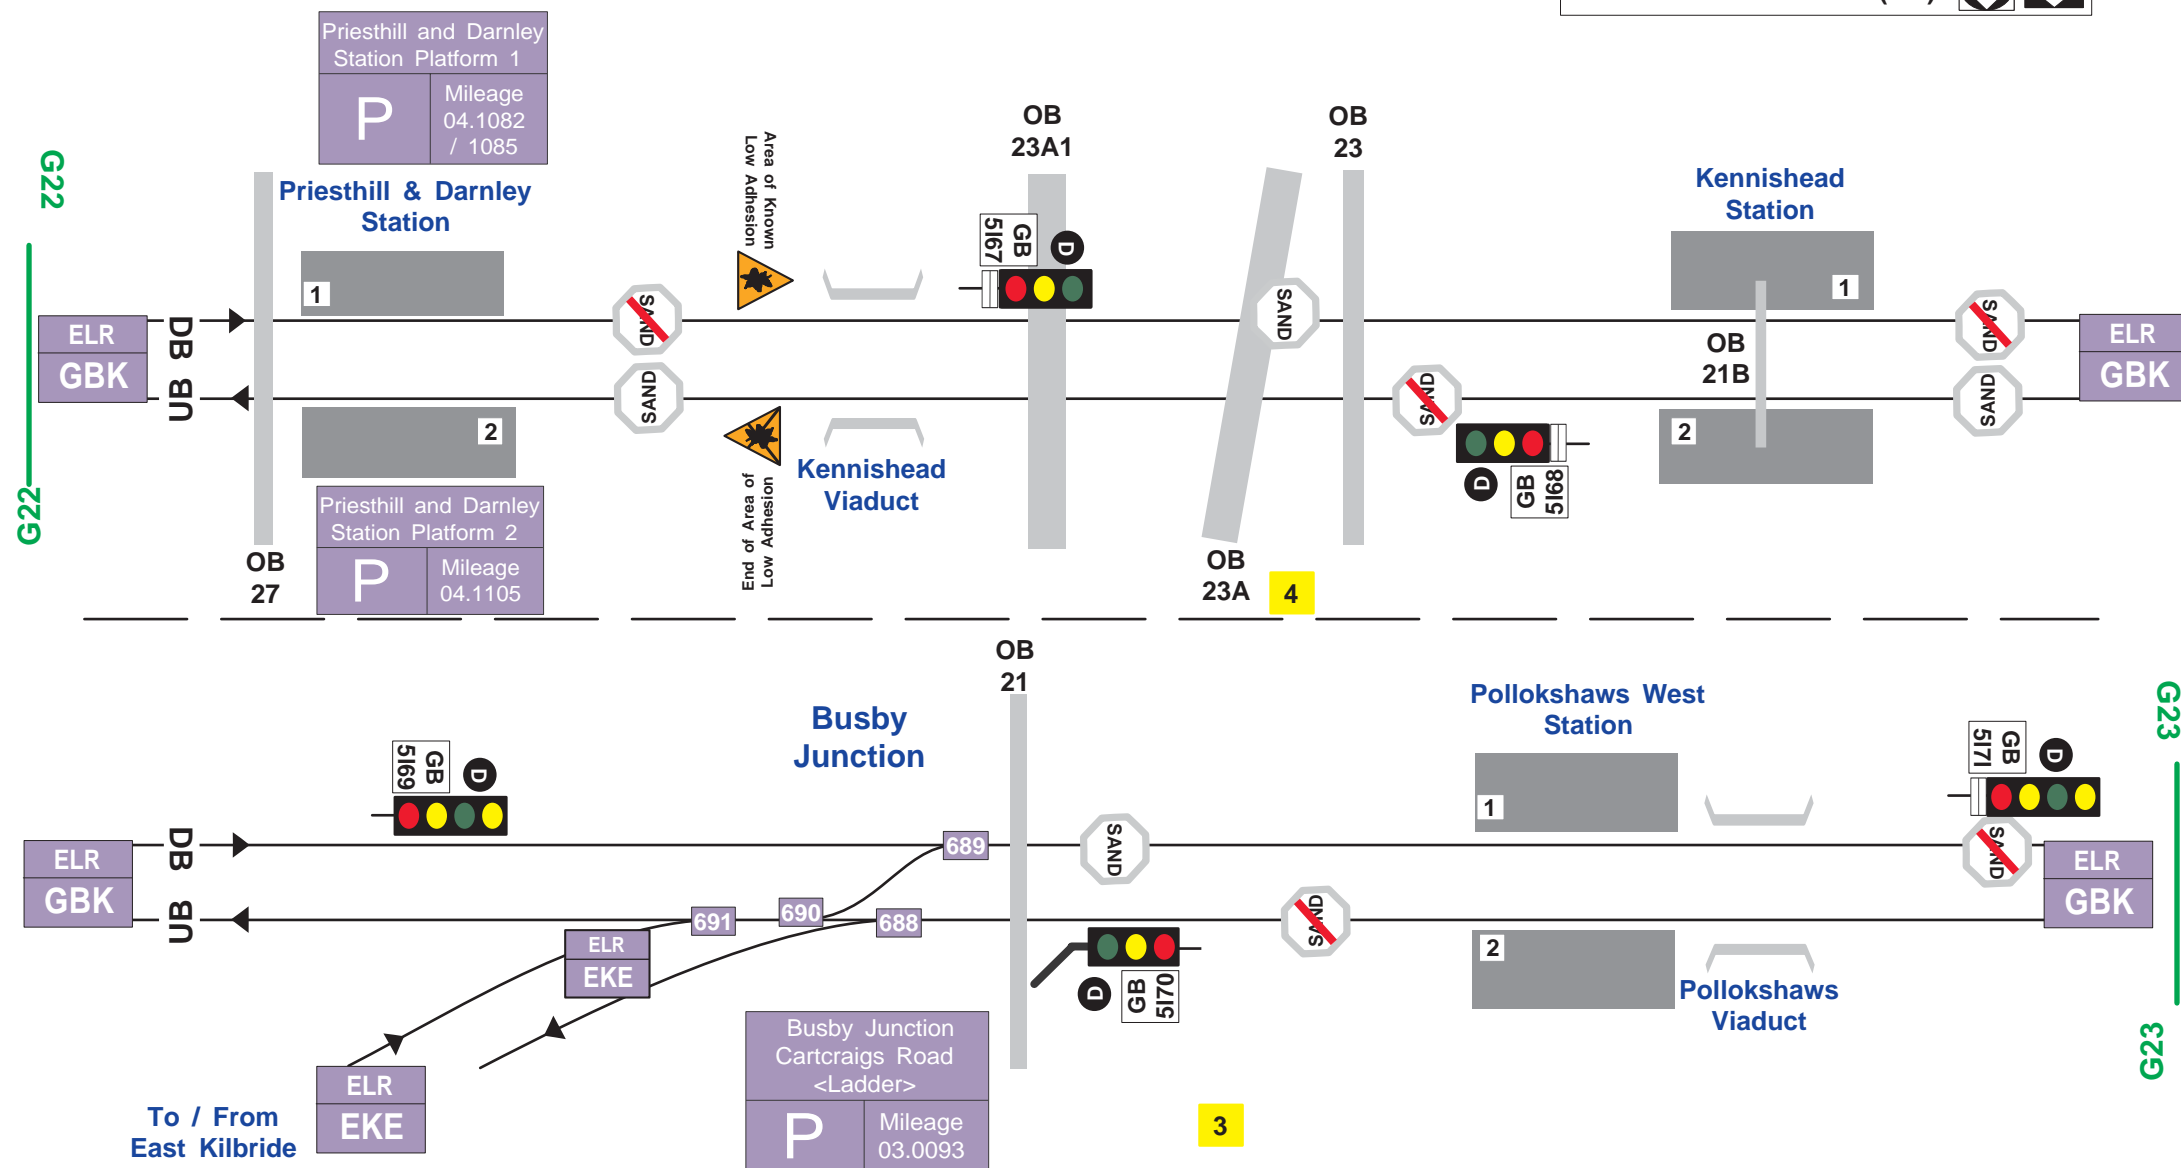 Priesthill and Darnley
Station Platform 1
P
Mileage
04.1082
/ 1085
G22
Priesthill & Darnley
Station
1
Area of Known
Low Adhesion
OB
23A1
GB
5I67
D
OB
23
Kennishead
Station
1
SAND
SAND
SAND
ELR
GBK
DB
UB
SAND
SAND
SAND
OB
21B
ELR
GBK
2
2
Kennishead
Viaduct
End of Area of
Low Adhesion
D
GB
5I68
G22
Priesthill and Darnley
Station Platform 2
P
Mileage
04.1105
OB
27
OB
23A
4
OB
21
Busby
Junction
Pollokshaws West
Station
G23
GB
5I69
D
1
GB
5I71
D
ELR
GBK
DB
UB
689
SAND
SAND
ELR
GBK
691
690
688
SAND
ELR
EKE
D
GB
5I70
2
Pollokshaws
Viaduct
G23
Busby Junction
Cartcraigs Road
<Ladder>
P
Mileage
03.0093
ELR
EKE
To / From
East Kilbride
3